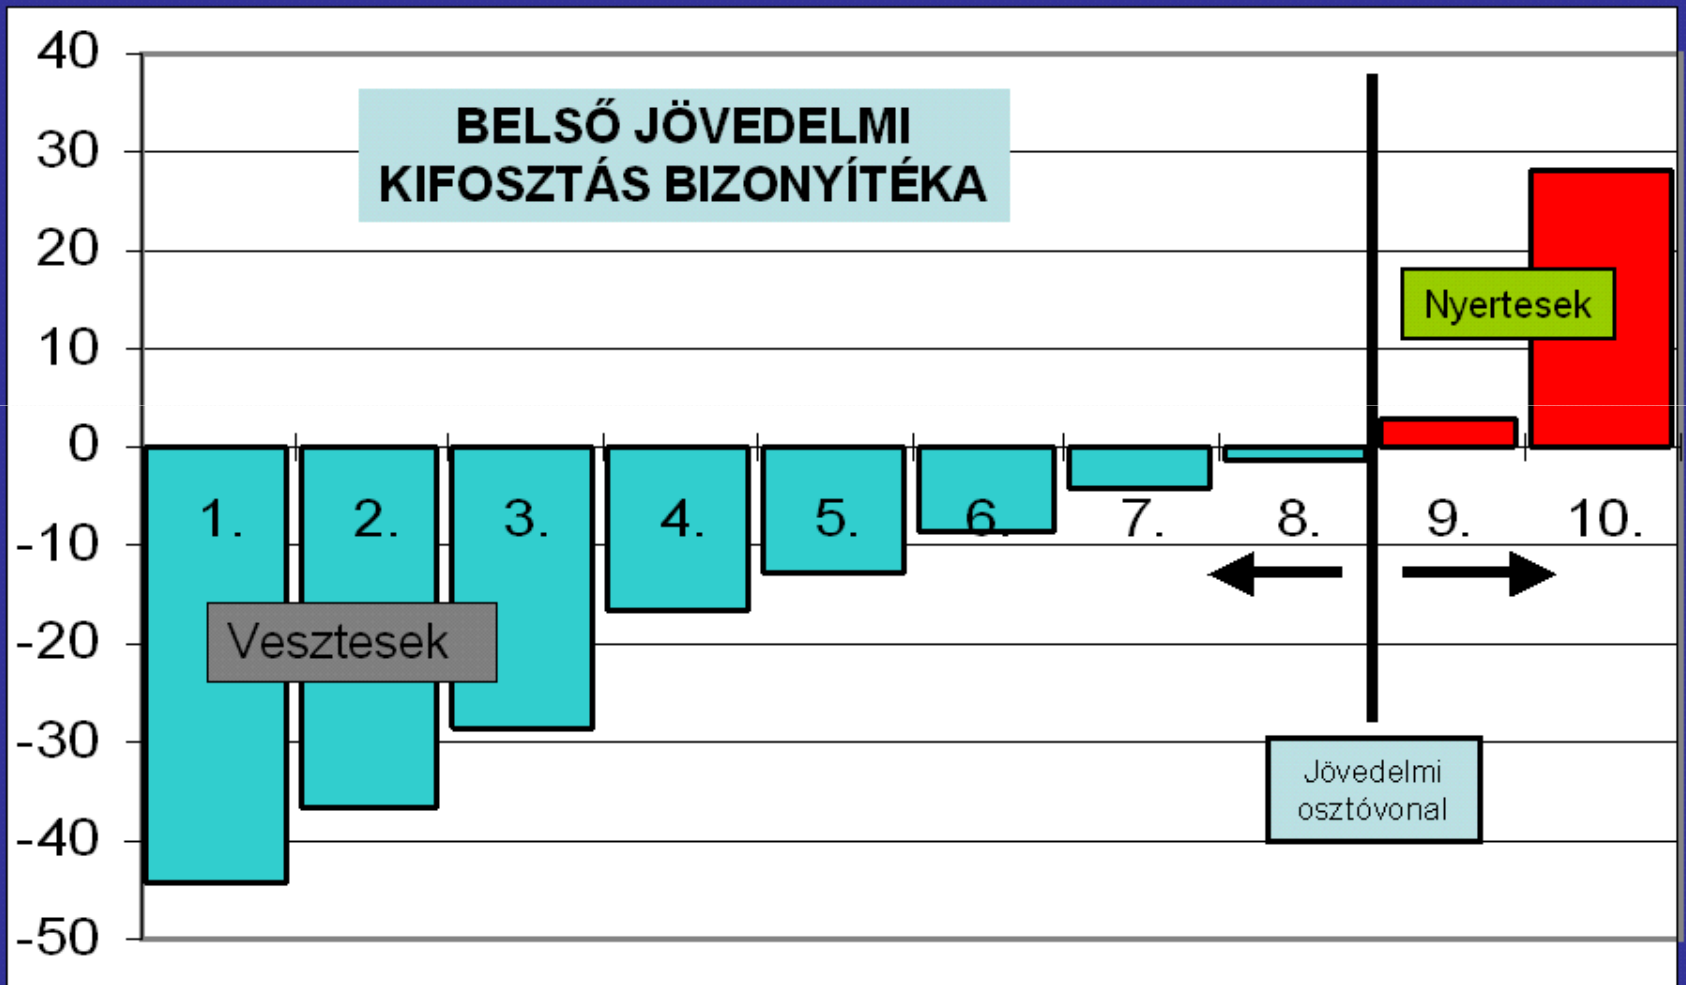 BELSŐ JÖVEDELMI
KIFOSZTÁS BIZONYÍTÉKA
40
30
20
10
0
-10
-20
-30
-40
-50
Nyertesek
1. 2. 3. 4. 5. 6. 7. 8. 9. 10.
Vesztesek
Jövedelmi
osztóvonal